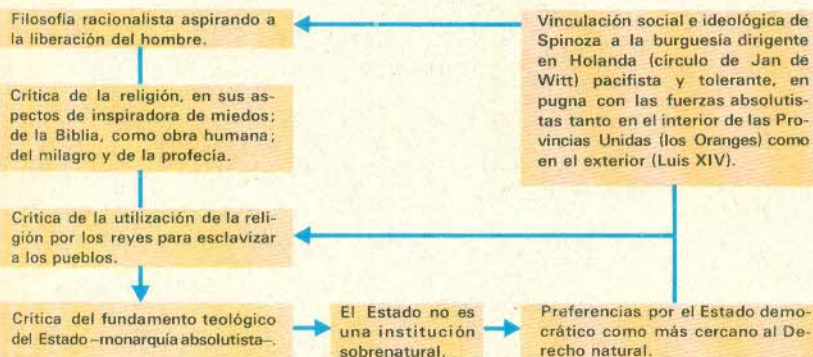 Filosofía racionalista aspirando a
la liberación del hombre.
Vinculación social e ideológica de
Spinoza a la burguesía dirigente
en Holanda (círculo de Jan de
Witt) pacifista y tolerante, en
pugna con las fuerzas absolutis-
tas tanto en el interior de las Pro-
vincias Unidas (los Oranges) como
en el exterior (Luis XIV).
Crítica de la religión, en sus as-
pectos de inspiradora de miedos;
de la Biblia, como obra humana;
del milagro y de la profecía.
Crítica de la utilización de la reli-
gión por los reyes para esclavizar
a los pueblos.
Crítica del fundamento teológico
del Estado –monarquía absolutista–.
El Estado no es
una institución
sobrenatural.
Preferencias por el Estado demo-
crático como más cercano al De-
recho natural.